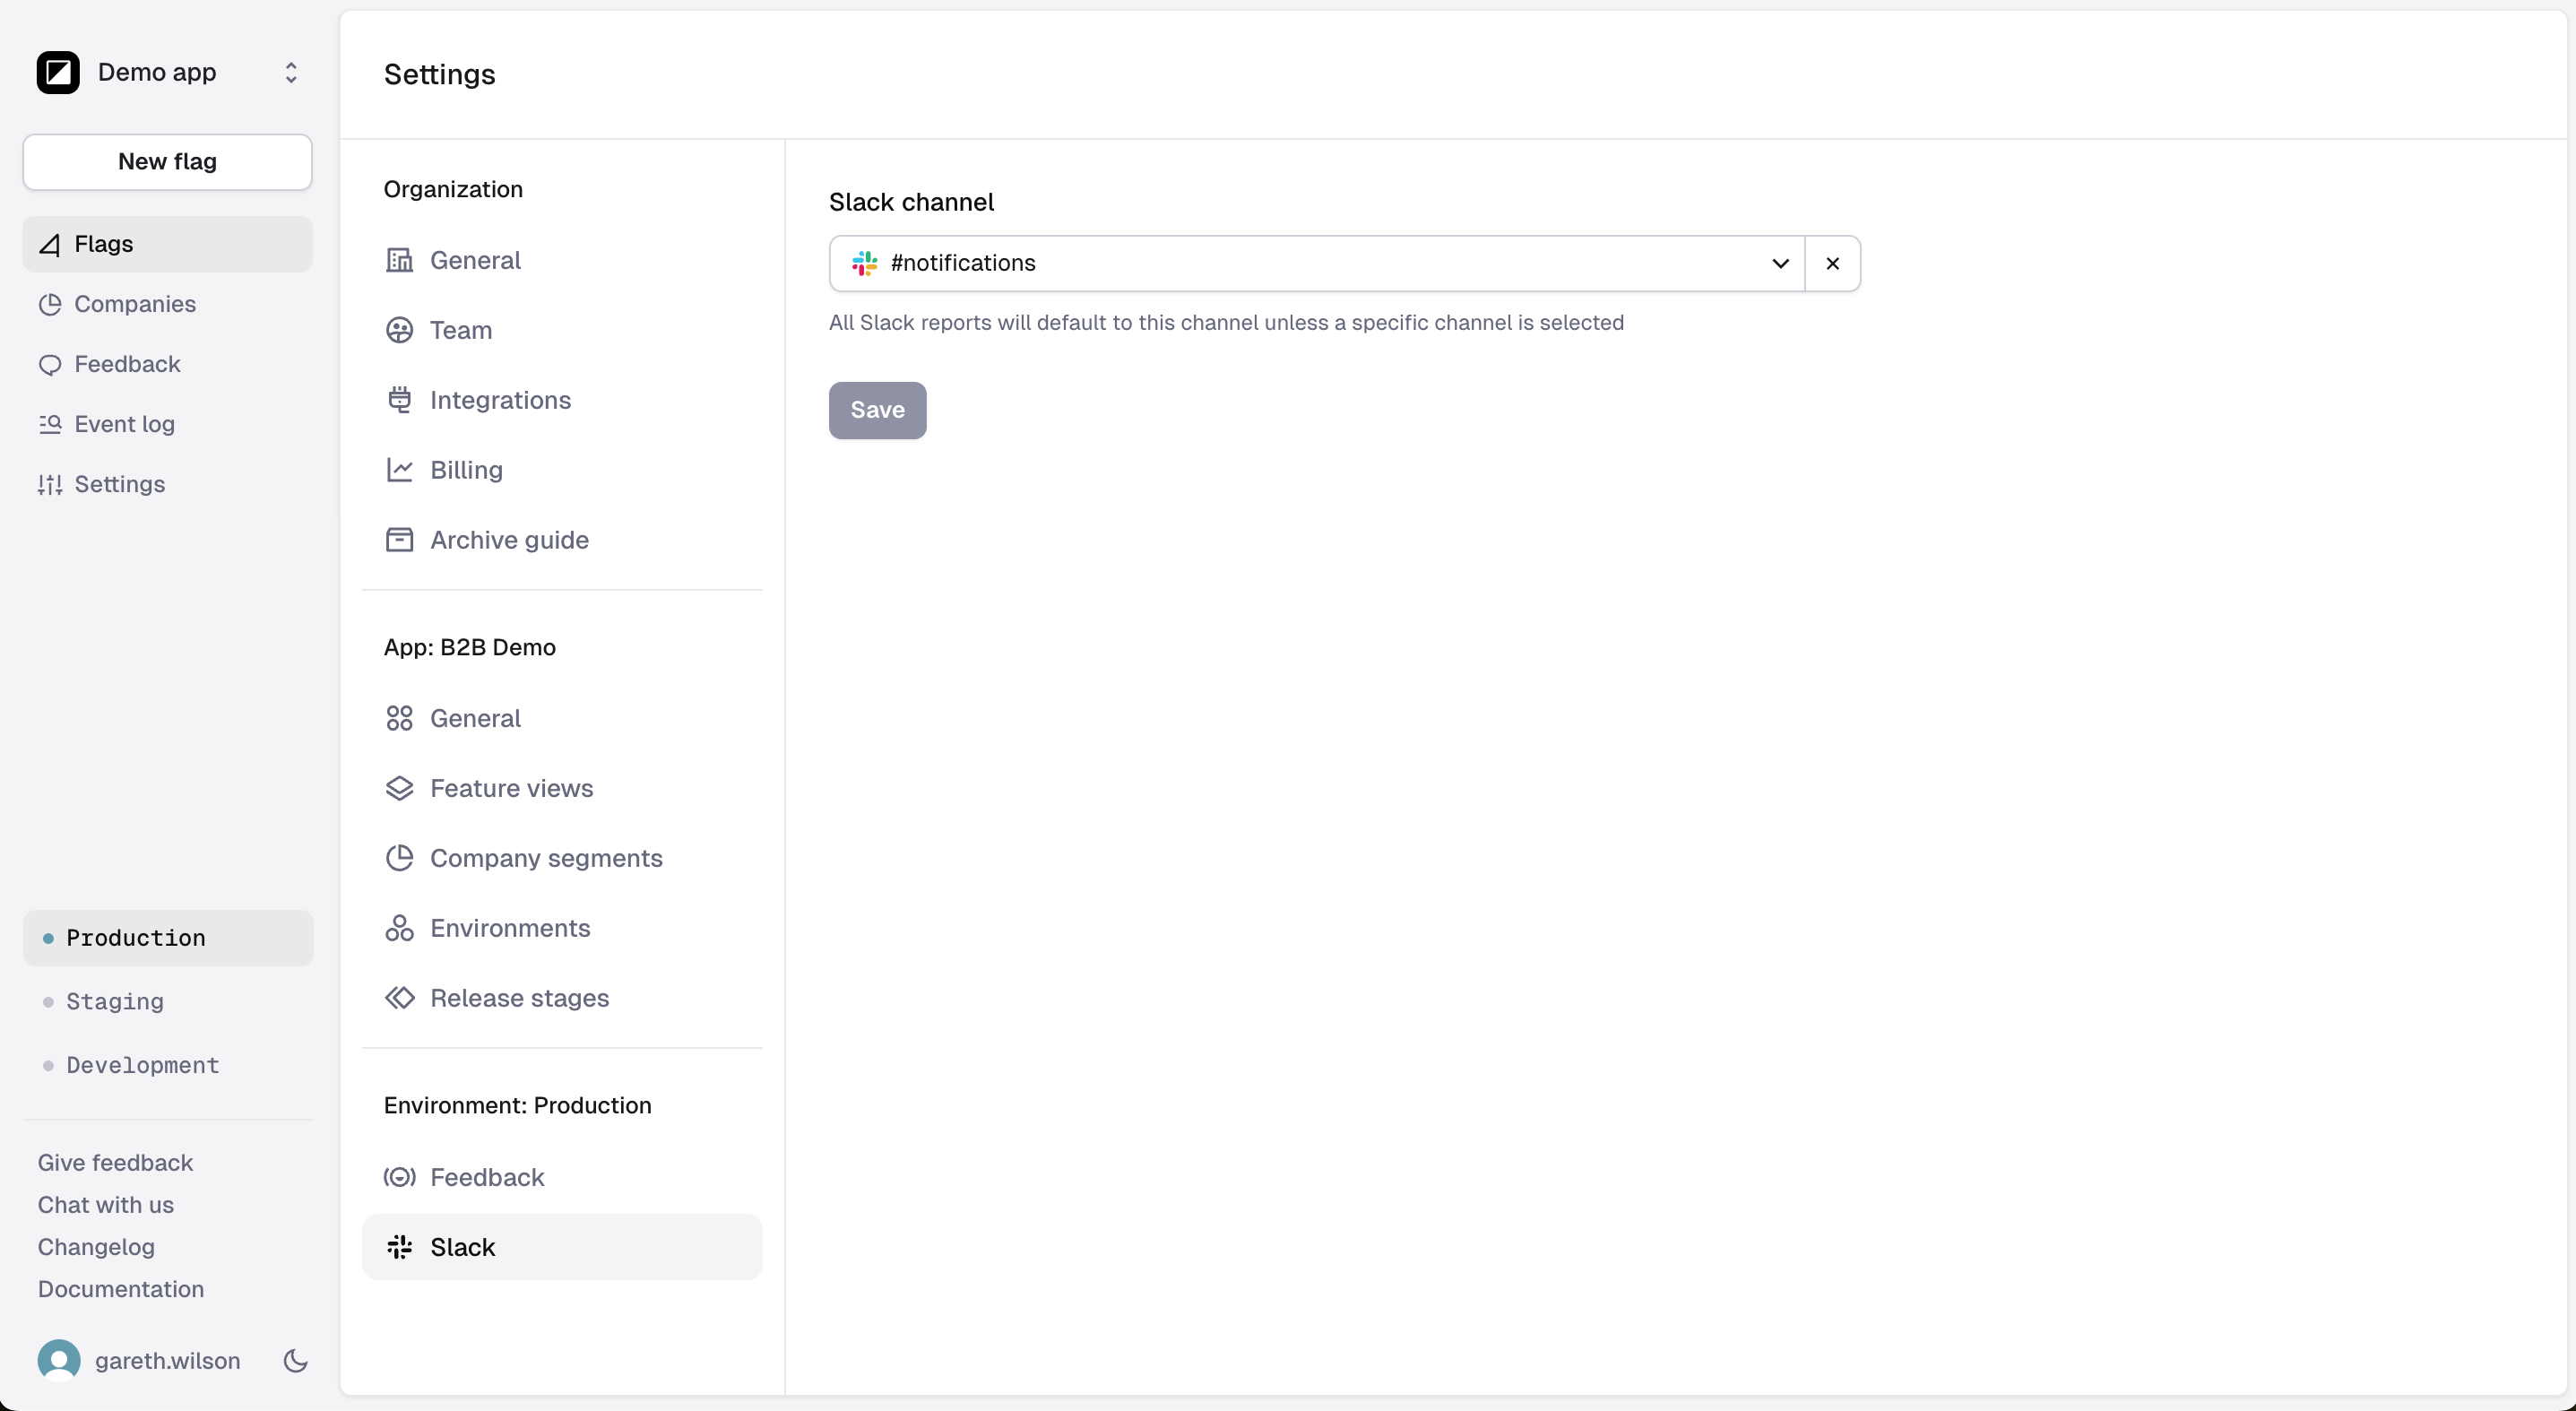 Demo app
New flag
Flags
Companies
Feedback
Event log
Settings
Production
Staging
Development
Give feedback
Chat with us
Changelog
Documentation
gareth.wilson
Settings
Organization
General
Team
Integrations
Billing
Archive guide
App: B2B Demo
General
Feature views
Company segments
Environments
Release stages
Environment: Production
Feedback
Slack
Slack channel
#notifications
All Slack reports will default to this channel unless a specific channel is selected
Save